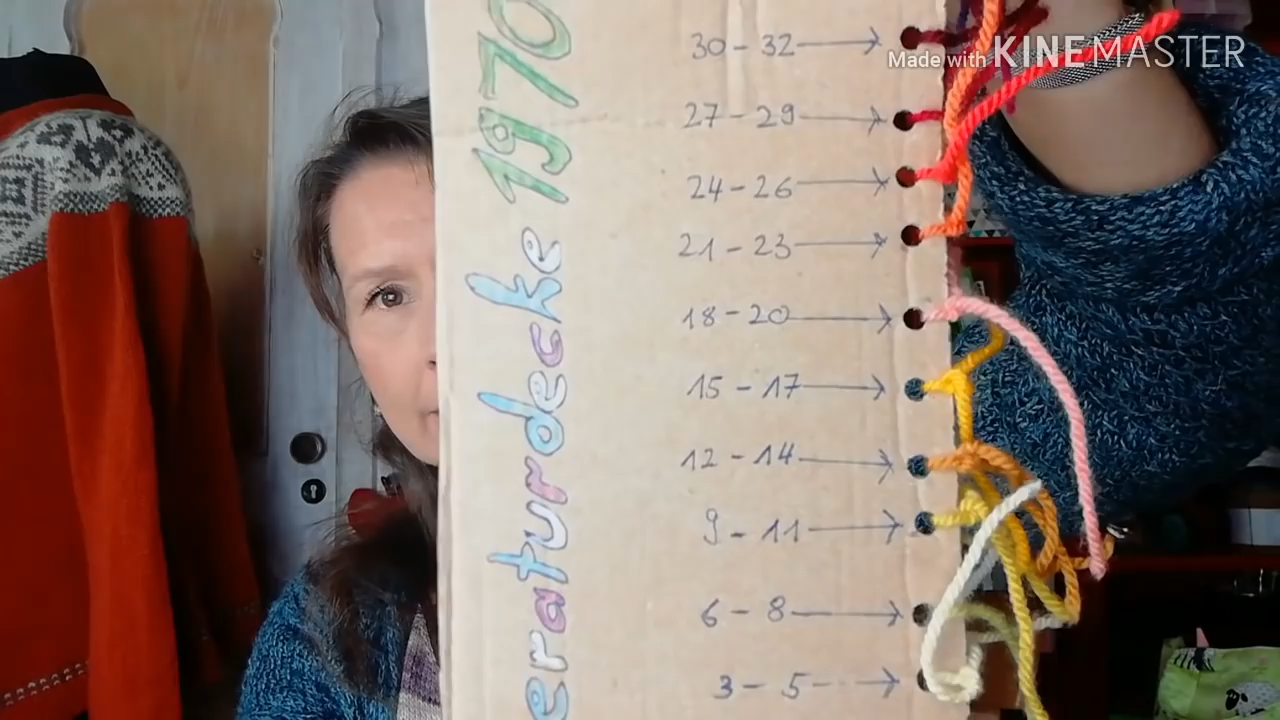 Made with KINEMASTER
eraturdecke 1970
30 - 32
27 - 29
24 - 26
21 - 23
18 - 20
15 - 17
12 - 14
9 - 11
6 - 8
3 - 5